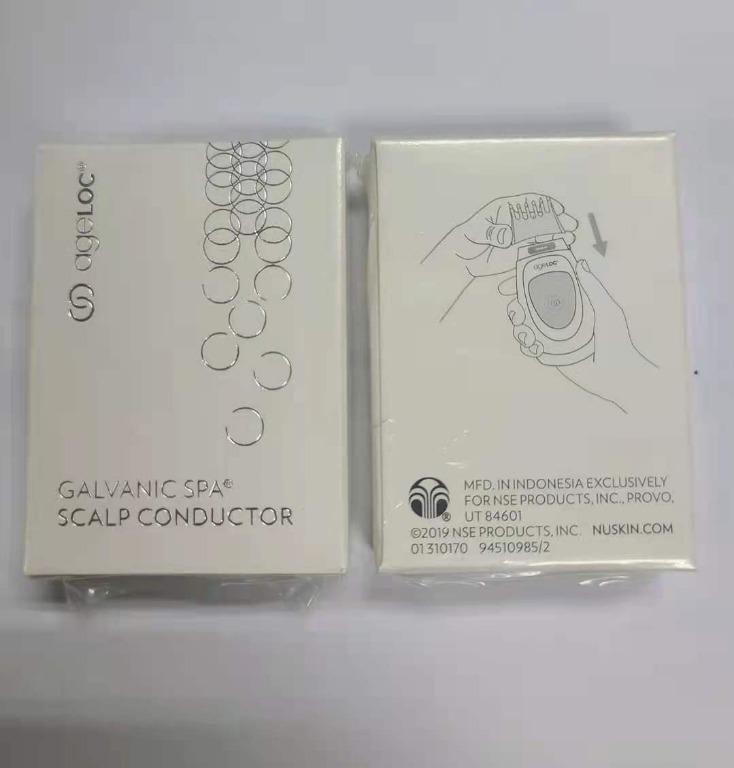 ageLOC®
GALVANIC SPA®
SCALP CONDUCTOR
ageLOC®
MFD. IN INDONESIA EXCLUSIVELY
FOR NSE PRODUCTS, INC., PROVO,
UT 84601
®
©2019 NSE PRODUCTS, INC. NUSKIN.COM
01310170 94510985/2